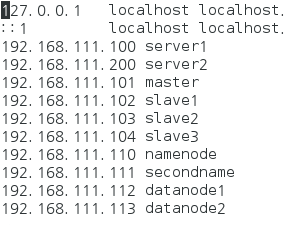 127.0.0.1 localhost localhost.
::1 localhost localhost.
192.168.111.100 server1
192.168.111.200 server2
192.168.111.101 master
192.168.111.102 slave1
192.168.111.103 slave2
192.168.111.104 slave3
192.168.111.110 namenode
192.168.111.111 secondname
192.168.111.112 datanode1
192.168.111.113 datanode2